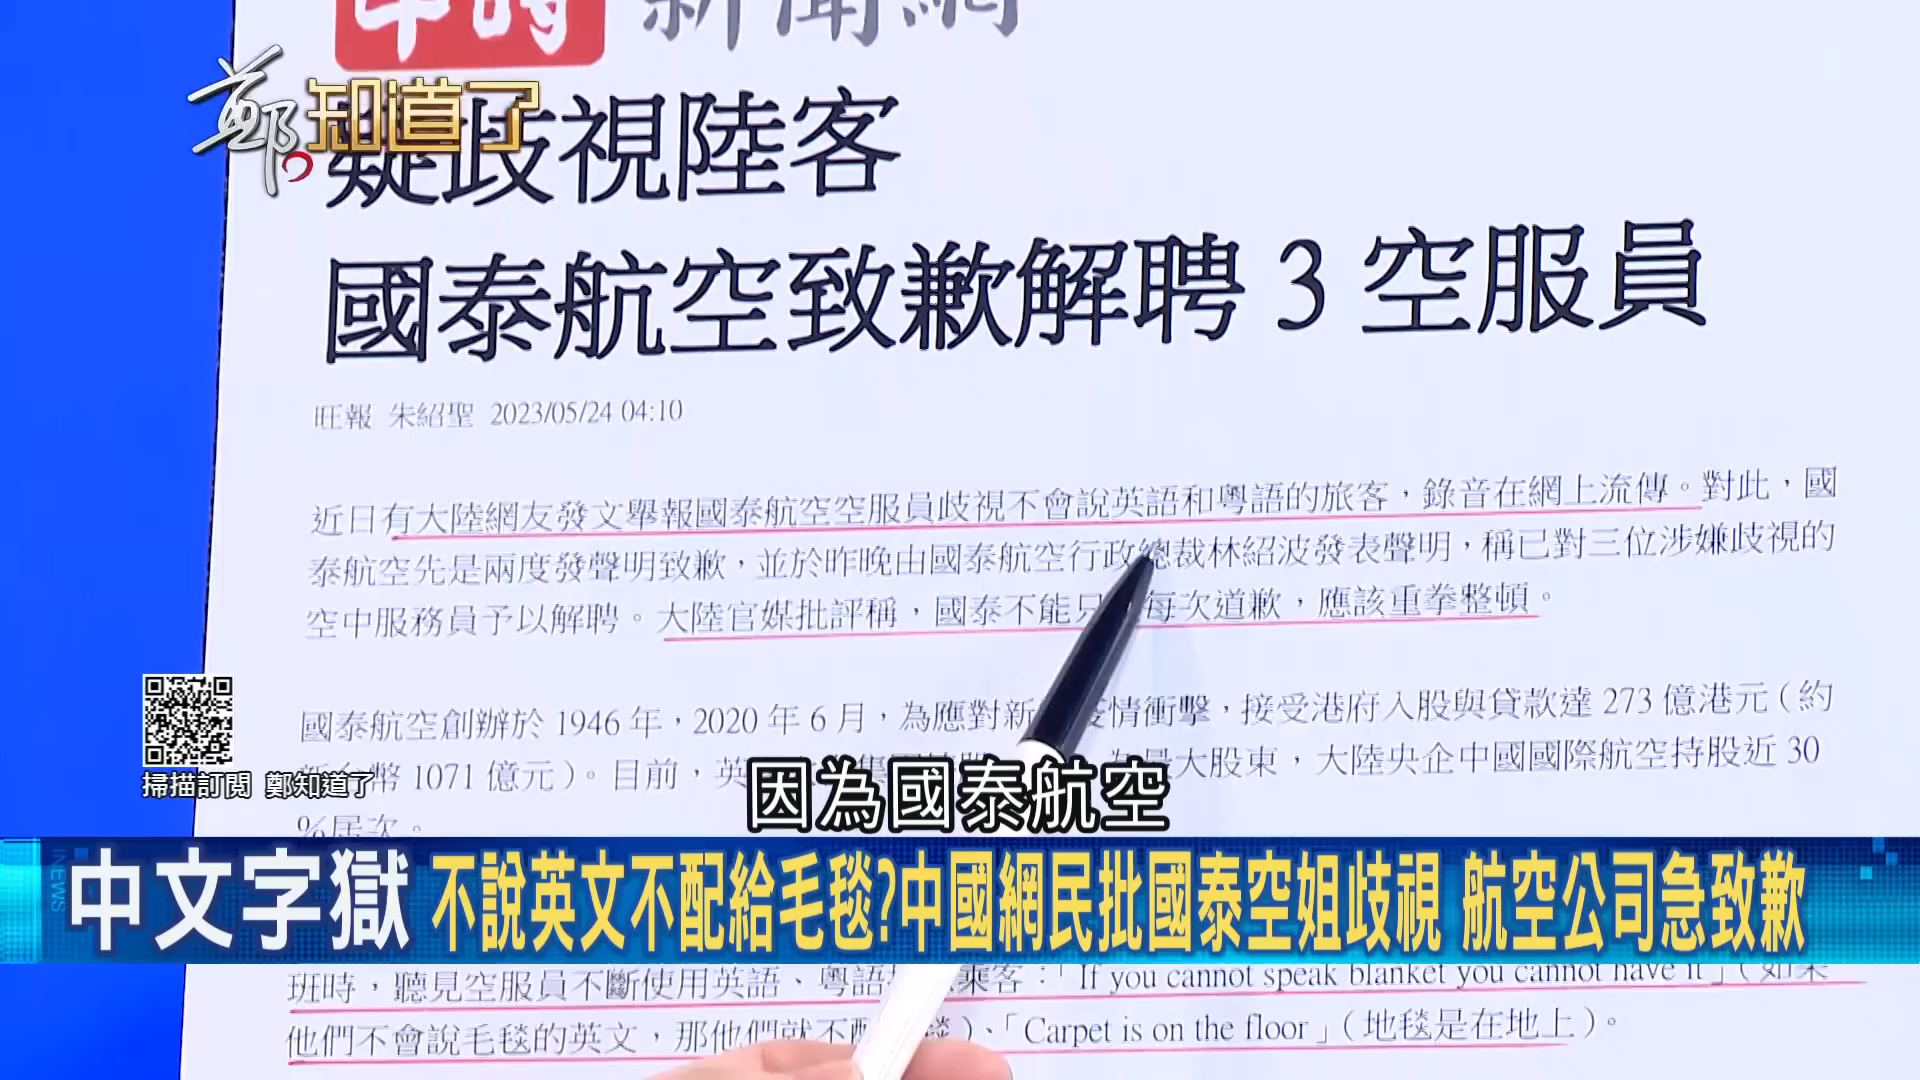 中時 新聞網
鄭知道了
疑歧視陸客
國泰航空致歉解聘3空服員
旺報 朱紹聖 2023/05/24 04:10
近日有大陸網友發文舉報國泰航空空服員歧視不會說英語和粵語的旅客，錄音在網上流傳。對此，國
泰航空先是兩度發聲明致歉，並於昨晚由國泰航空行政總裁林紹波發表聲明，稱已對三位涉嫌歧視的
空中服務員予以解聘。大陸官媒批評稱，國泰不能只 每次道歉，應該重拳整頓。
國泰航空創辦於 1946 年，2020 年 6 月，為應對新 疫情衝擊，接受港府入股與貸款達 273 億港元（約
幣 1071 億元）。目前，英 為最大股東，大陸央企中國國際航空持股近 30
%居次。
掃描訂閱 鄭知道了
因為國泰航空
INEWS
中文字獄 不說英文不配給毛毯?中國網民批國泰空姐歧視 航空公司急致歉
班時，聽見空服員不斷使用英語、粵語 乘客：「If you cannot speak blanket you cannot have it」（如果
他們不會說毛毯的英文，那他們就不配 毯）、「Carpet is on the floor」（地毯是在地上）。